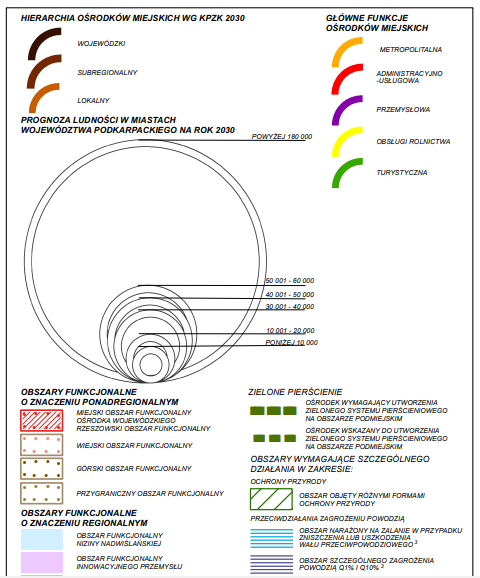 HIERARCHIA OŚRODKÓW MIEJSKICH WG KPZK 2030
WOJEWÓDZKI
SUBREGIONALNY
LOKALNY
GŁÓWNE FUNKCJE
OŚRODKÓW MIEJSKICH
METROPOLITALNA
ADMINISTRACYJNO
-USŁUGOWA
PRZEMYSŁOWA
OBSŁUGI ROLNICTWA
TURYSTYCZNA
PROGNOZA LUDNOŚCI W MIASTACH
WOJEWÓDZTWA PODKARPACKIEGO NA ROK 2030
POWYŻEJ 180 000
50 001 - 60 000
40 001 - 50 000
30 001 - 40 000
10 001 - 20 000
PONIŻEJ 10 000
OBSZARY FUNKCJONALNE
O ZNACZENIU PONADREGIONALNYM
MIEJSKI OBSZAR FUNKCJONALNY
OŚRODKA WOJEWÓDZKIEGO
RZESZOWSKI OBSZAR FUNKCJONALNY
WIEJSKI OBSZAR FUNKCJONALNY
GÓRSKI OBSZAR FUNKCJONALNY
PRZYGRANICZNY OBSZAR FUNKCJONALNY
OBSZARY FUNKCJONALNE
O ZNACZENIU REGIONALNYM
OBSZAR FUNKCJONALNY
NIZINY NADWIŚLAŃSKIEJ
OBSZAR FUNKCJONALNY
INNOWACYJNEGO PRZEMYSŁU
ZIELONE PIERŚCIENIE
OŚRODEK WYMAGAJĄCY UTWORZENIA
ZIELONEGO SYSTEMU PIERŚCIENIOWEGO
NA OBSZARZE PODMIEJSKIM
OŚRODEK WSKAZANY DO UTWORZENIA
ZIELONEGO SYSTEMU PIERŚCIENIOWEGO
NA OBSZARZE PODMIEJSKIM
OBSZARY WYMAGAJĄCE SZCZEGÓLNEGO
DZIAŁANIA W ZAKRESIE:
OCHRONY PRZYRODY
OBSZAR OBJĘTY RÓŻNYMI FORMAMI
OCHRONY PRZYRODY
PRZECIWDZIAŁANIA ZAGROŻENIU POWODZIĄ
OBSZAR NARAŻONY NA ZALANIE W PRZYPADKU
ZNISZCZENIA LUB USZKODZENIA
WAŁU PRZECIWPOWODZIOWEGO ³
OBSZAR SZCZEGÓLNEGO ZAGROŻENIA
POWODZIĄ Q1% I Q10% ³